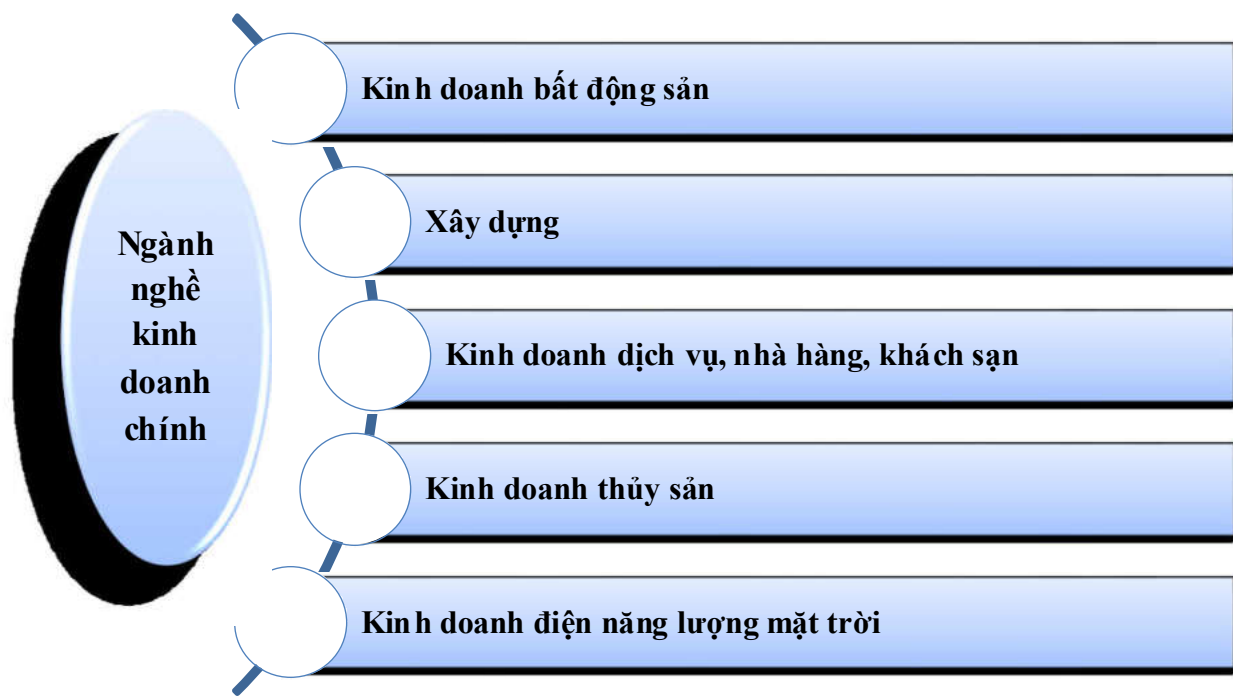 Ngành
nghề
kinh
doanh
chính
Kinh doanh bất động sản
Xây dựng
Kinh doanh dịch vụ, nhà hàng, khách sạn
Kinh doanh thủy sản
Kinh doanh điện năng lượng mặt trời